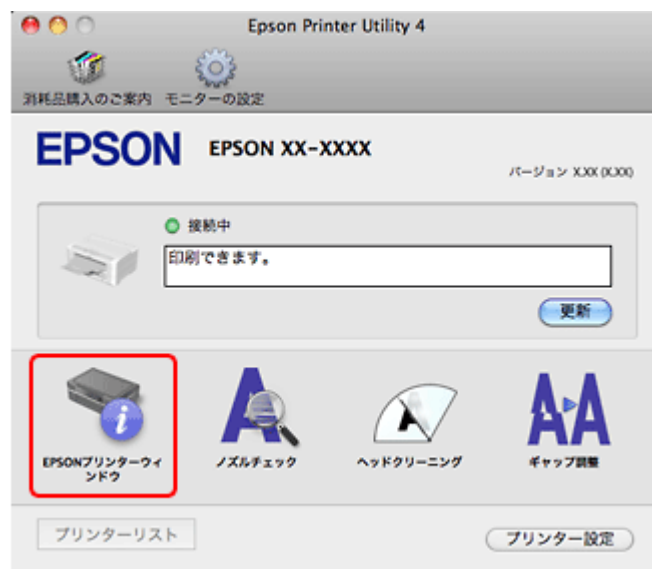 Epson Printer Utility 4
消耗品購入のご案内 モニターの設定
EPSON EPSON XX-XXXX
バージョン X.XX (X.XX)
接続中
印刷できます。
更新
EPSONプリンターウィ
ンドウ
ノズルチェック
ヘッドクリーニング
ギャップ調整
プリンターリスト
プリンター設定